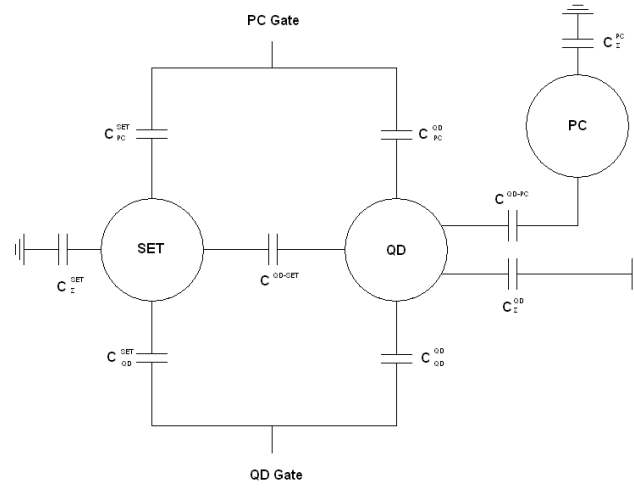 PC Gate
C Σ PC
C PC SET
C PC QD
PC
C QD-PC
SET
QD
C Σ SET
C QD-SET
C Σ QD
C QD SET
C QD QD
QD Gate